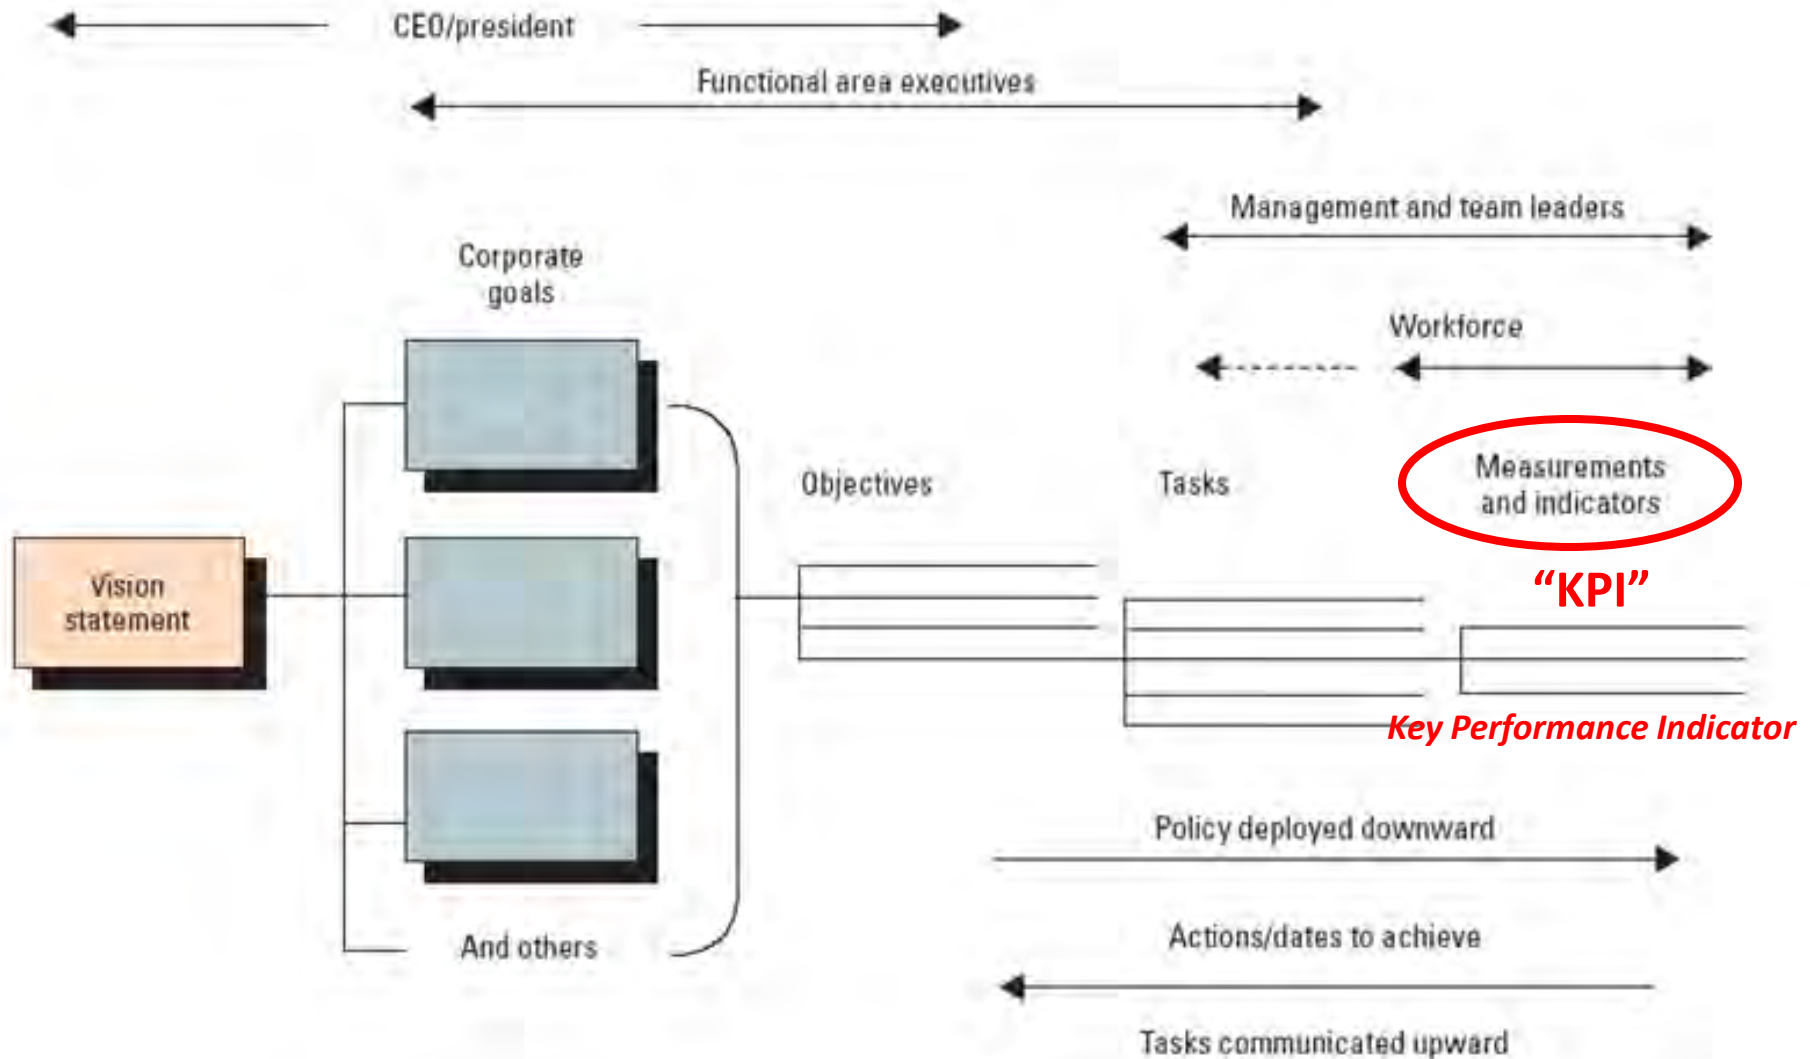 CEO/president
Functional area executives
Management and team leaders
Corporate
goals
Workforce
Objectives
Tasks
Measurements
and indicators
Vision
statement
“KPI”
Key Performance Indicator
Policy deployed downward
And others
Actions/dates to achieve
Tasks communicated upward